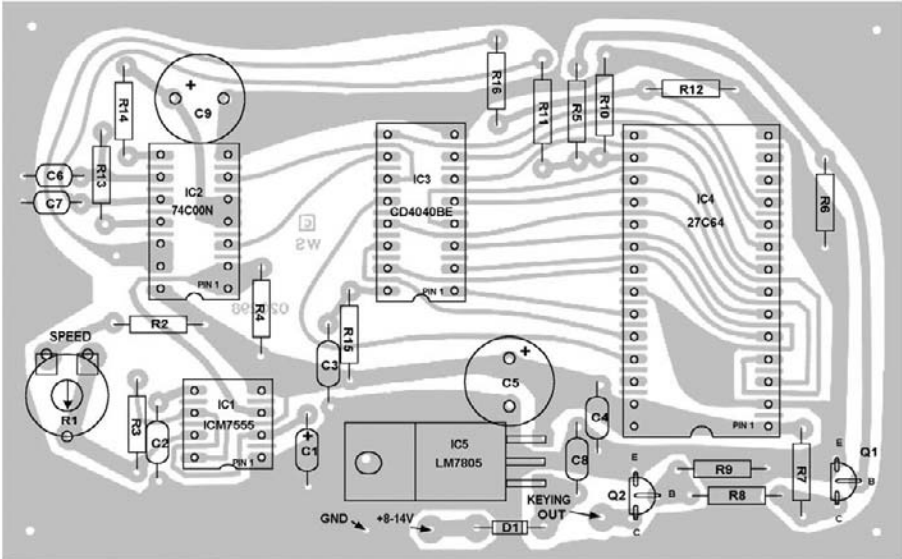 R16
R11
R5
R10
R12
R14
+
C9
IC3
CD4040BE
IC4
27C64
C6
C7
R13
IC2
74C00N
R6
C
WS
PIN 1
PIN 1
R4
SPEED
R2
R15
C3
+
C5
R1
R3
C2
IC1
ICM7555
PIN 1
+
C1
IC5
LM7805
C4
C8
PIN 1
E
Q1
B
C
R7
R9
R8
E
Q2
B
C
KEYING
OUT
GND
+8-14V
D1